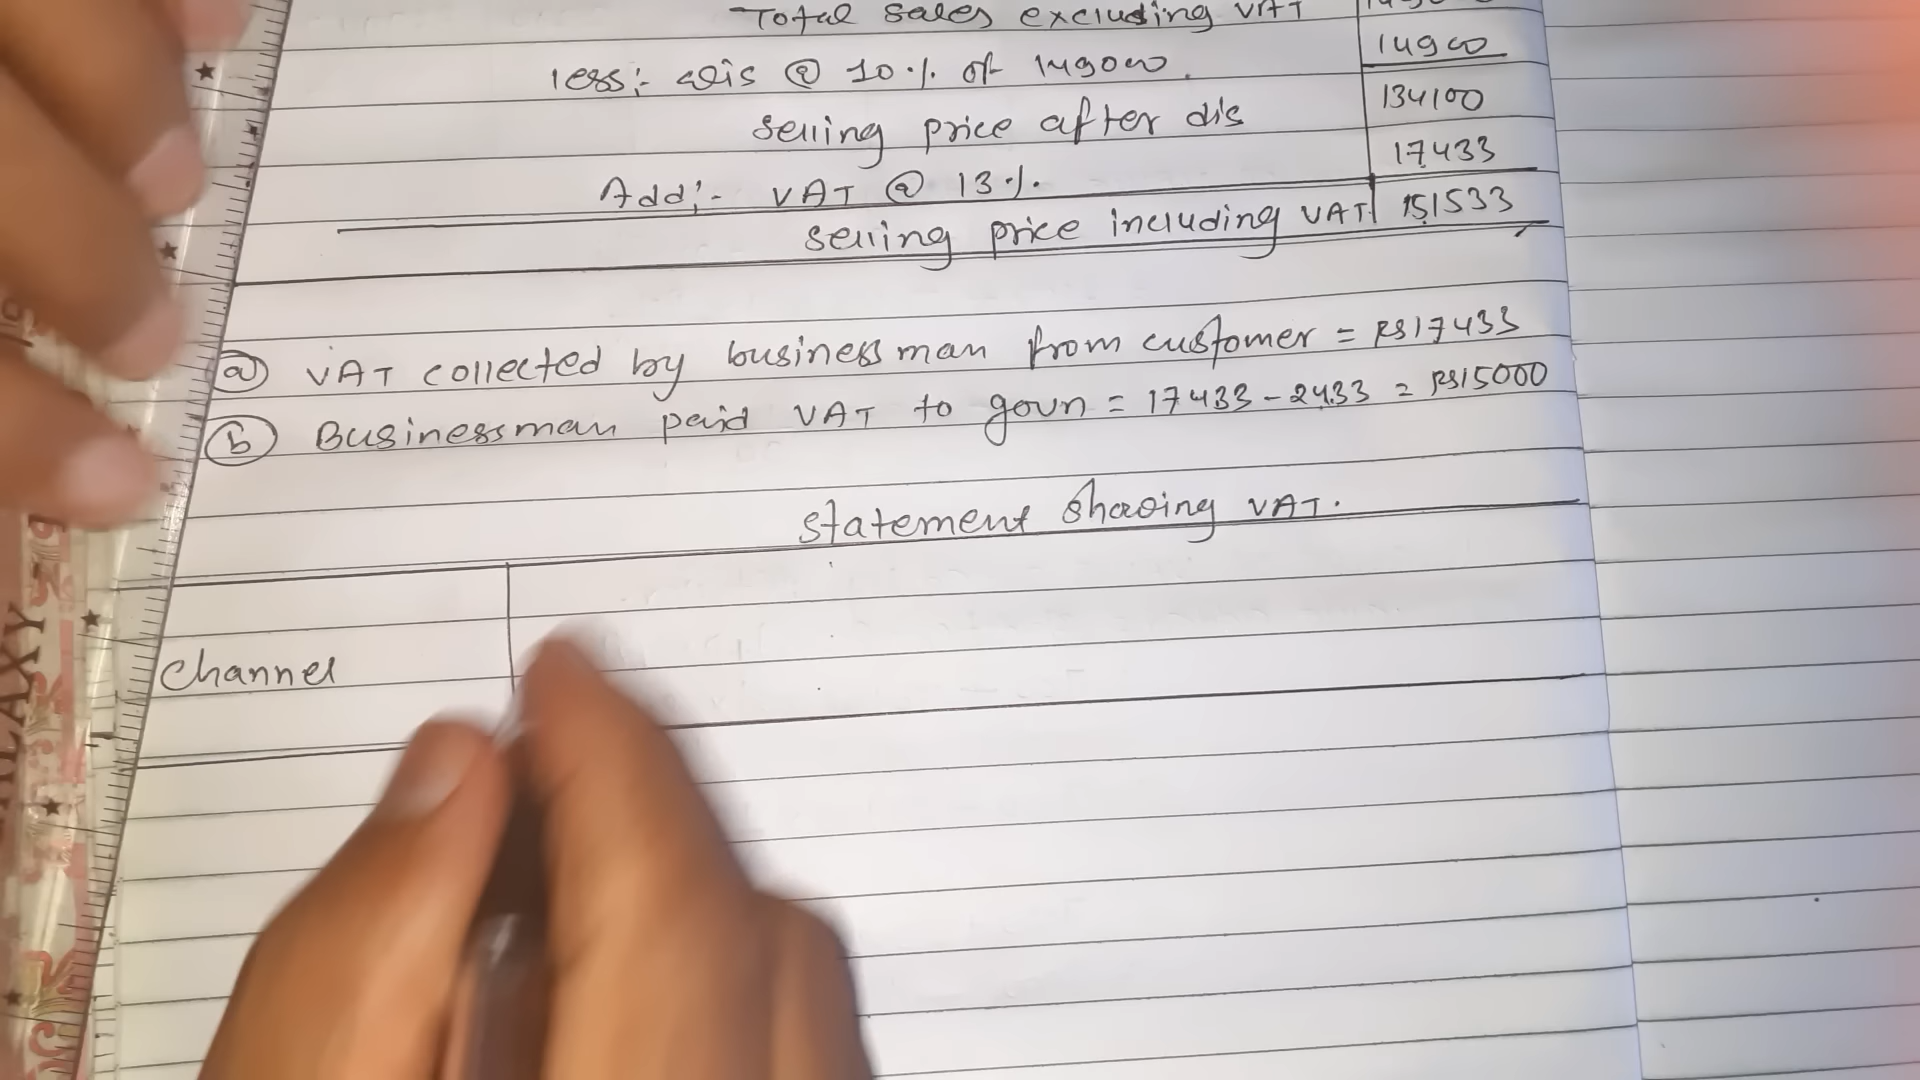 Total sales excluding VAT
14900
less:- dis @ 10 % of 149000.
selling price after dis 134100
Add:- VAT @ 13 %. 17433
selling price including VAT 151533
a) VAT collected by businessman from customer = RS17433
b) Businessman paid VAT to govn = 17433-2433 = RS15000
statement showing VAT.
Channel